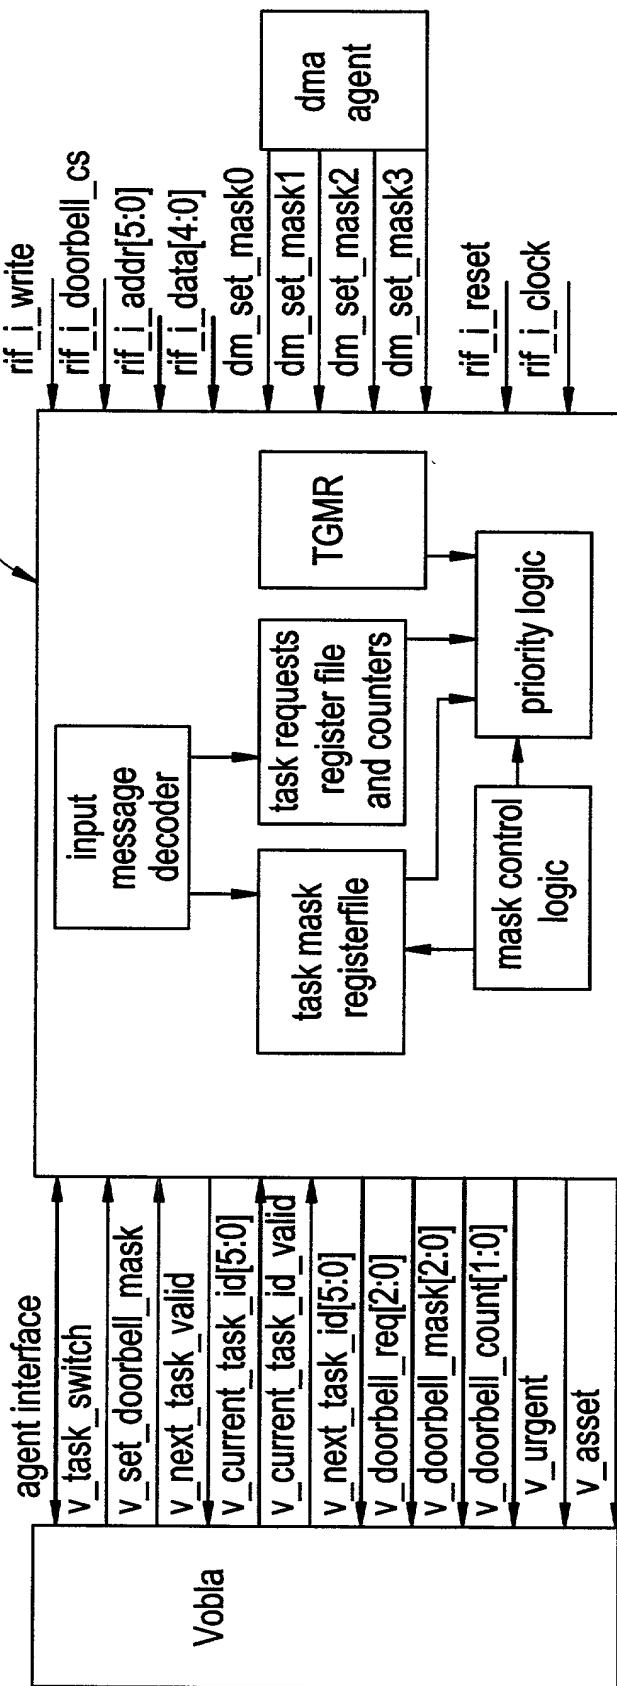 Vobla
agent interface
v_task_switch
v_set_doorbell_mask
v_next_task_valid
v_current_task_id[5:0]
v_current_task_id_valid
v_next_task_id[5:0]
v_doorbell_req[2:0]
v_doorbell_mask[2:0]
v_doorbell_count[1:0]
v_urgent
v_asset
input
message
decoder
task mask
registerfile
task requests
register file
and counters
TGMR
mask control
logic
priority logic
rif_i_write
rif_i_doorbell_cs
rif_i_addr[5:0]
rif_i_data[4:0]
dm_set_mask0
dm_set_mask1
dm_set_mask2
dm_set_mask3
rif_i_reset
rif_i_clock
dma
agent